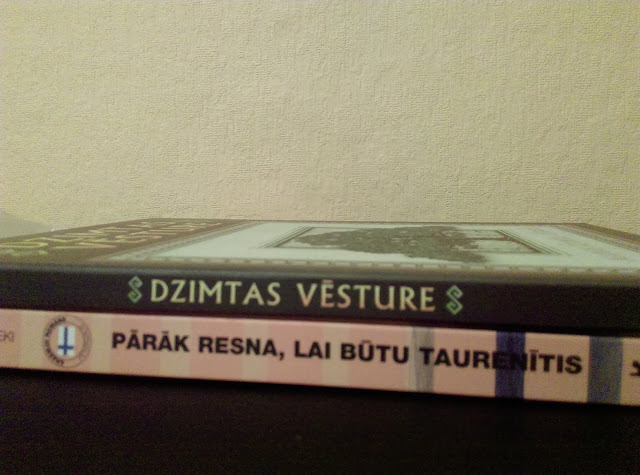 DZIMTAS VĒSTURE
PĀRĀK RESNA, LAI BŪTU TAURENĪTIS